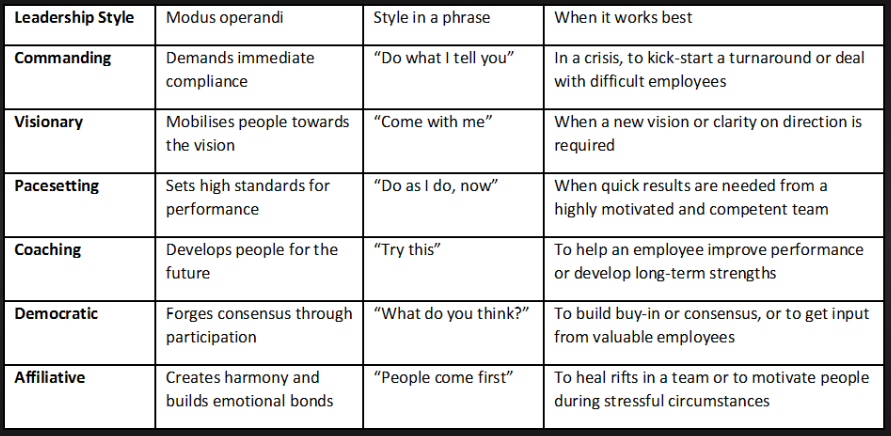 Leadership Style Modus operandi Style in a phrase When it works best
Commanding Demands immediate “Do what I tell you” In a crisis, to kick-start a turnaround or deal
compliance with difficult employees
Visionary Mobilises people towards “Come with me” When a new vision or clarity on direction is
the vision required
Pacesetting Sets high standards for “Do as I do, now” When quick results are needed from a
performance highly motivated and competent team
Coaching Develops people for the “Try this” To help an employee improve performance
future or develop long-term strengths
Democratic Forges consensus through “What do you think?” To build buy-in or consensus, or to get input
participation from valuable employees
Affiliative Creates harmony and “People come first” To heal rifts in a team or to motivate people
builds emotional bonds during stressful circumstances